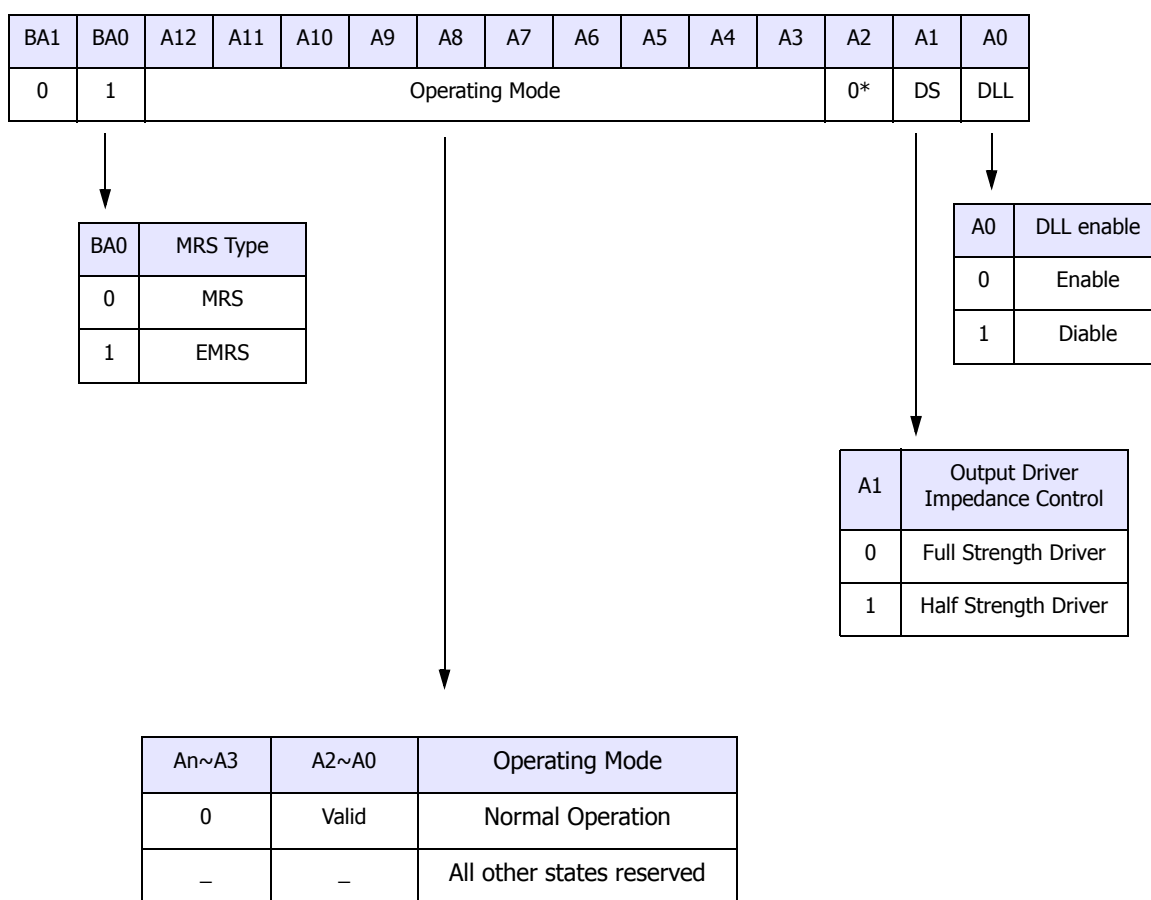 BA1 BA0 A12 A11 A10 A9 A8 A7 A6 A5 A4 A3 A2 A1 A0
0 1 Operating Mode 0* DS DLL
BA0 MRS Type
0 MRS
1 EMRS
A0 DLL enable
0 Enable
1 Diable
A1 Output Driver
Impedance Control
0 Full Strength Driver
1 Half Strength Driver
An~A3 A2~A0 Operating Mode
0 Valid Normal Operation
_ _ All other states reserved